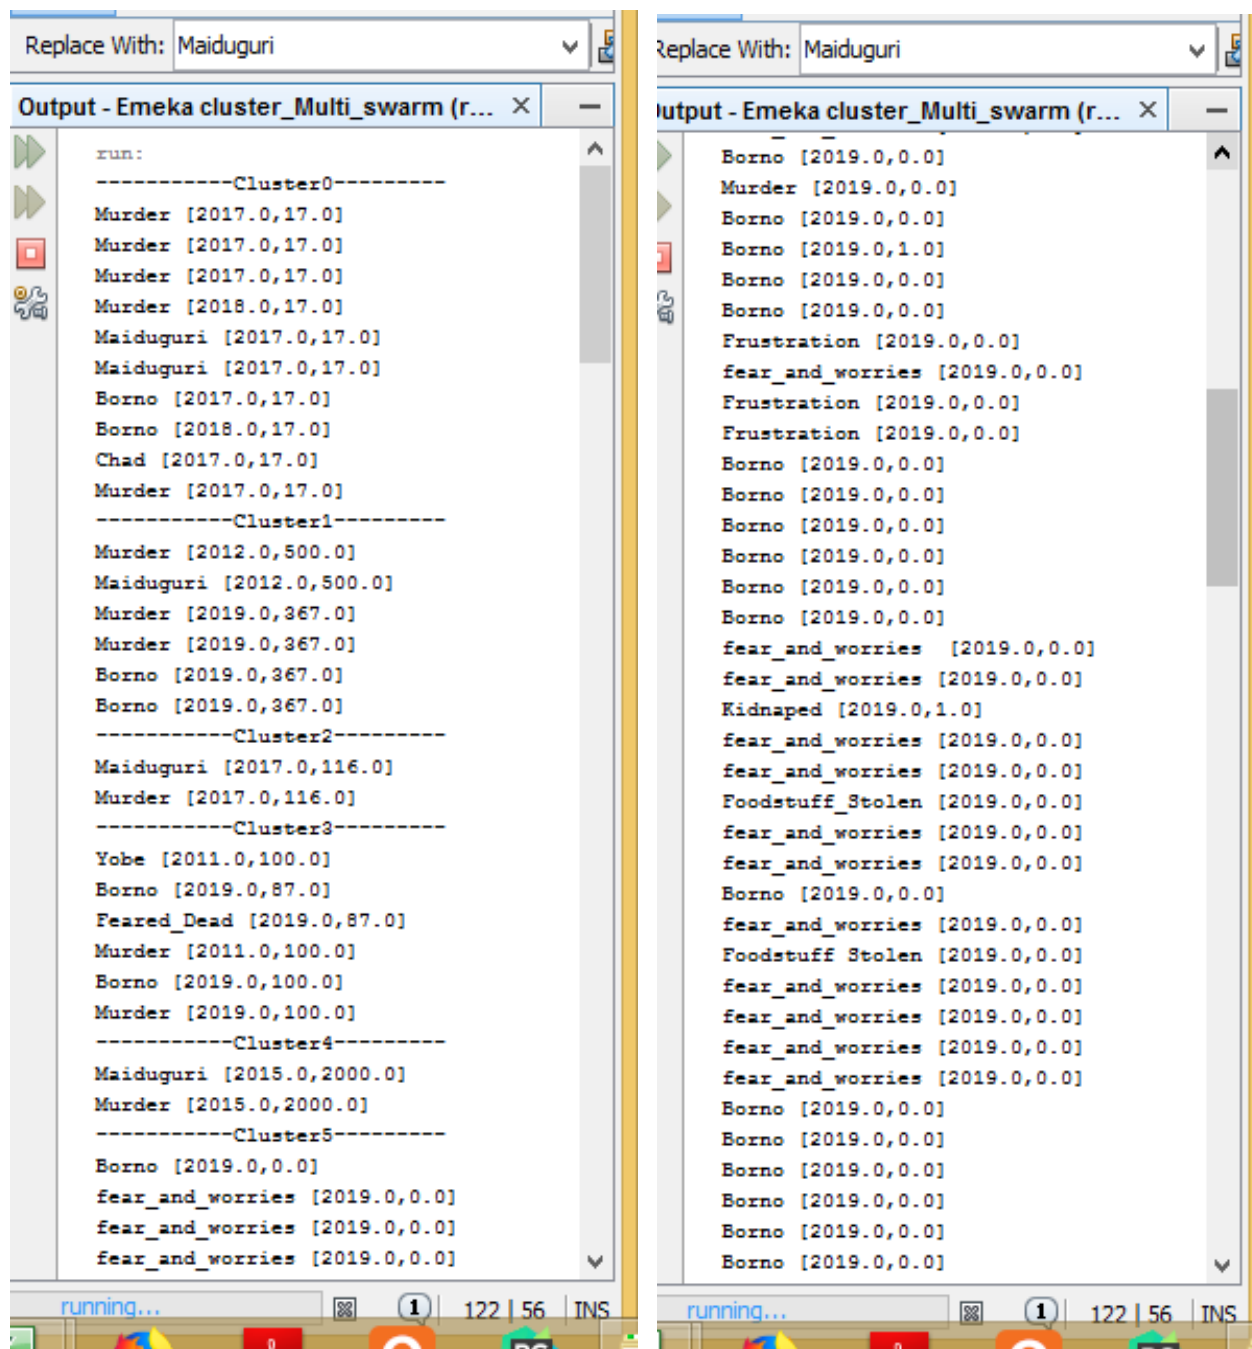 Replace With: Maiduguri
Output - Emeka cluster_Multi_swarm (r...
run:
-----------Cluster0---------
Murder [2017.0,17.0]
Murder [2017.0,17.0]
Murder [2017.0,17.0]
Murder [2018.0,17.0]
Maiduguri [2017.0,17.0]
Maiduguri [2017.0,17.0]
Borno [2017.0,17.0]
Borno [2018.0,17.0]
Chad [2017.0,17.0]
Murder [2017.0,17.0]
-----------Cluster1---------
Murder [2012.0,500.0]
Maiduguri [2012.0,500.0]
Murder [2019.0,367.0]
Murder [2019.0,367.0]
Borno [2019.0,367.0]
Borno [2019.0,367.0]
-----------Cluster2---------
Maiduguri [2017.0,116.0]
Murder [2017.0,116.0]
-----------Cluster3---------
Yobe [2011.0,100.0]
Borno [2019.0,87.0]
Feared_Dead [2019.0,87.0]
Murder [2011.0,100.0]
Borno [2019.0,100.0]
Murder [2019.0,100.0]
-----------Cluster4---------
Maiduguri [2015.0,2000.0]
Murder [2015.0,2000.0]
-----------Cluster5---------
Borno [2019.0,0.0]
fear_and_worries [2019.0,0.0]
fear_and_worries [2019.0,0.0]
fear_and_worries [2019.0,0.0]
running... 1 122 | 56 INS
Replace With: Maiduguri
Output - Emeka cluster_Multi_swarm (r...
Borno [2019.0,0.0]
Murder [2019.0,0.0]
Borno [2019.0,0.0]
Borno [2019.0,1.0]
Borno [2019.0,0.0]
Borno [2019.0,0.0]
Frustration [2019.0,0.0]
fear_and_worries [2019.0,0.0]
Frustration [2019.0,0.0]
Frustration [2019.0,0.0]
Borno [2019.0,0.0]
Borno [2019.0,0.0]
Borno [2019.0,0.0]
Borno [2019.0,0.0]
Borno [2019.0,0.0]
Borno [2019.0,0.0]
fear_and_worries  [2019.0,0.0]
fear_and_worries [2019.0,0.0]
Kidnaped [2019.0,1.0]
fear_and_worries [2019.0,0.0]
fear_and_worries [2019.0,0.0]
Foodstuff_Stolen [2019.0,0.0]
fear_and_worries [2019.0,0.0]
fear_and_worries [2019.0,0.0]
Borno [2019.0,0.0]
fear_and_worries [2019.0,0.0]
Foodstuff Stolen [2019.0,0.0]
fear_and_worries [2019.0,0.0]
fear_and_worries [2019.0,0.0]
fear_and_worries [2019.0,0.0]
fear_and_worries [2019.0,0.0]
Borno [2019.0,0.0]
Borno [2019.0,0.0]
Borno [2019.0,0.0]
Borno [2019.0,0.0]
Borno [2019.0,0.0]
Borno [2019.0,0.0]
running... 1 122 | 56 INS